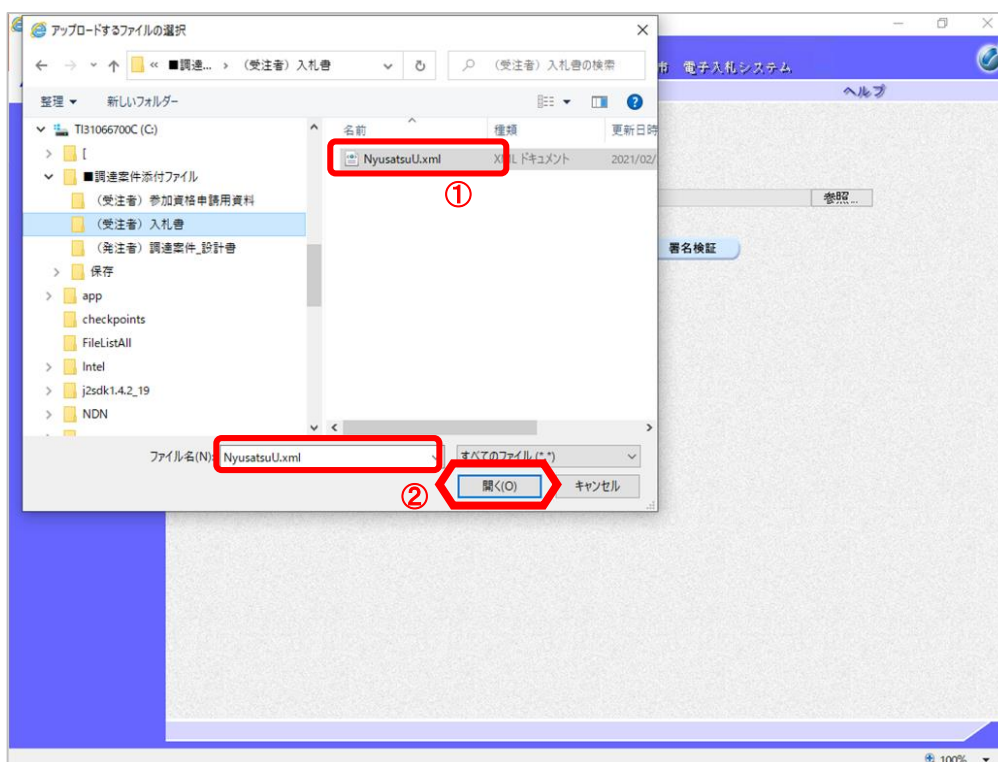 アップロードするファイルの選択
« ■調達... › （受注者）入札書
（受注者）入札書の検索
市 電子入札システム
ヘルプ
整理 新しいフォルダー
TI31066700C (C:)
[
■調達案件添付ファイル
（受注者）参加資格申請用資料
（受注者）入札書
（発注者）調達案件_設計書
保存
app
checkpoints
FileListAll
Intel
j2sdk1.4.2_19
NDN
名前 種類 更新日時
NyusatsuU.xml XML ドキュメント 2021/02/
①
参照...
署名検証
ファイル名(N): NyusatsuU.xml すべてのファイル (*.*)
② 開く(O) キャンセル
100%